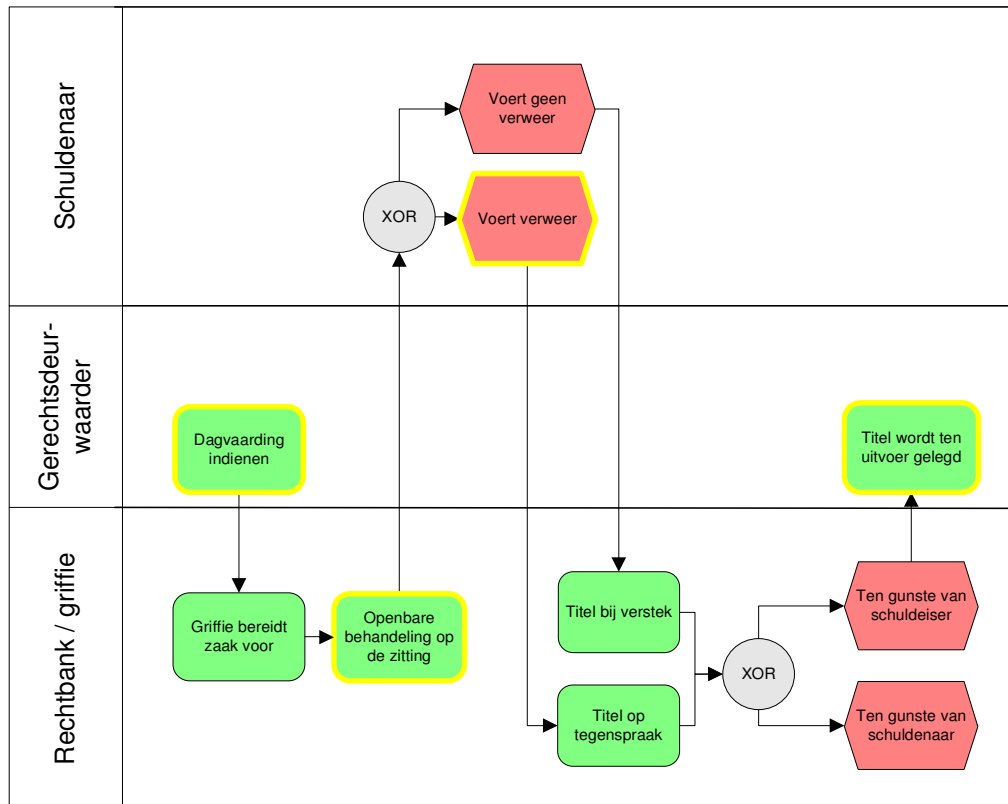 Schuldenaar
Voert geen
verweer
XOR
Voert verweer
Gerechtsdeur-
waarder
Dagvaarding
indienen
Titel wordt ten
uitvoer gelegd
Rechtbank / griffie
Griffie bereidt
zaak voor
Openbare
behandeling op
de zitting
Titel bij verstek
Titel op
tegenspraak
XOR
Ten gunste van
schuldeiser
Ten gunste van
schuldenaar